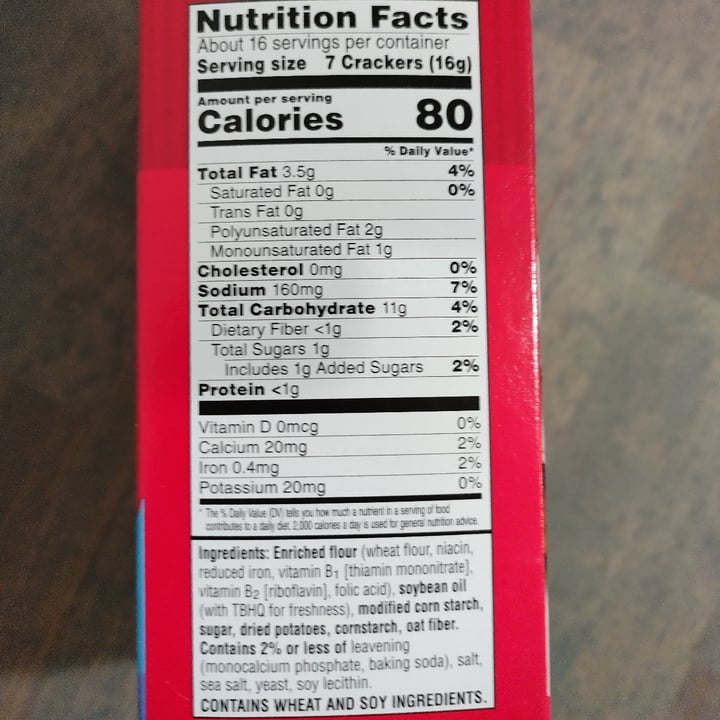 Nutrition Facts
About 16 servings per container
Serving size 7 Crackers (16g)
Amount per serving
Calories 80
% Daily Value*
Total Fat 3.5g 4%
Saturated Fat 0g 0%
Trans Fat 0g
Polyunsaturated Fat 2g
Monounsaturated Fat 1g
Cholesterol 0mg 0%
Sodium 160mg 7%
Total Carbohydrate 11g 4%
Dietary Fiber <1g 2%
Total Sugars 1g
Includes 1g Added Sugars 2%
Protein <1g
Vitamin D 0mcg 0%
Calcium 20mg 2%
Iron 0.4mg 2%
Potassium 20mg 0%
* The % Daily Value (DV) tells you how much a nutrient in a serving of food
contributes to a daily diet. 2,000 calories a day is used for general nutrition advice.
Ingredients: Enriched flour (wheat flour, niacin,
reduced iron, vitamin B1 [thiamin mononitrate],
vitamin B2 [riboflavin], folic acid), soybean oil
(with TBHQ for freshness), modified corn starch,
sugar, dried potatoes, cornstarch, oat fiber.
Contains 2% or less of leavening
(monocalcium phosphate, baking soda), salt,
sea salt, yeast, soy lecithin.
CONTAINS WHEAT AND SOY INGREDIENTS.